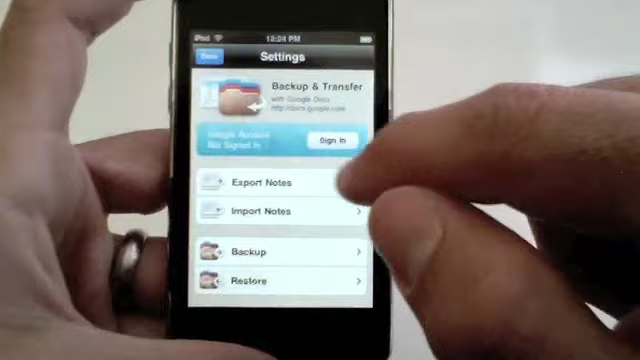 iPod 12:24 PM
Settings
Backup & Transfer
with Google Docs
http://docs.google.com
Google Account
Not Signed In
Sign In
Export Notes
Import Notes
Backup
Restore